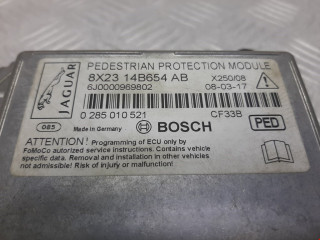 PEDESTRIAN PROTECTION MODULE
8X23 14B654 AB
X250/08
6J0000969802
08-03-17
JAGUAR
0 285 010 521
CF33B
085
Made in Germany
BOSCH
PED
ATTENTION! Programming of ECU only by
FoMoCo autorized service instructions. Contains vehicle
specific data. Removal and installation in other vehicles
not admissible! Risk of injury or malfunction!